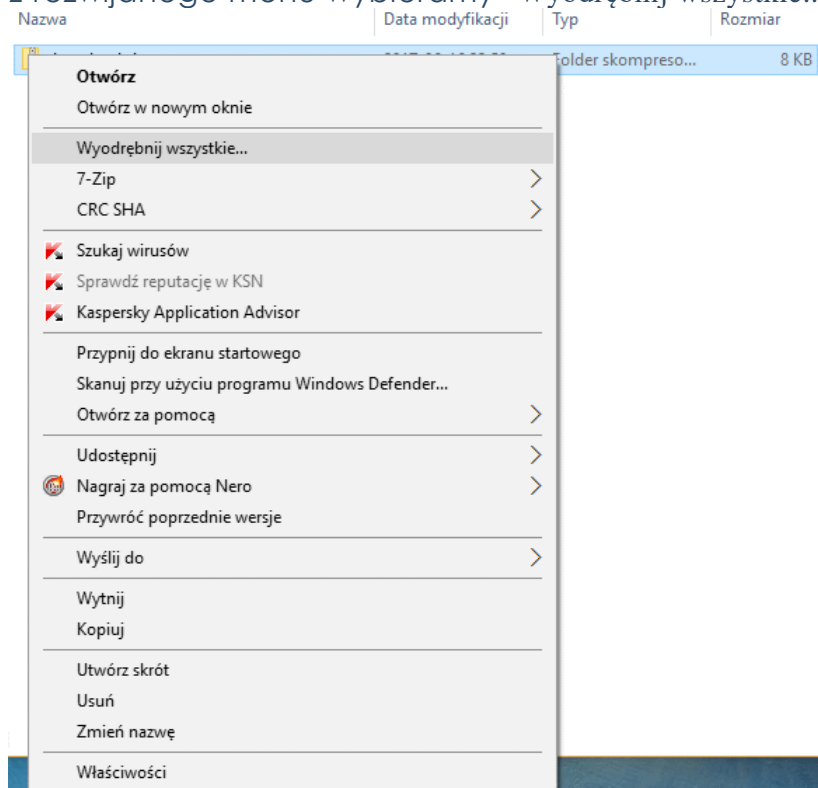 wybieramy
Nazwa Data modyfikacji Typ Rozmiar
skompreso... 8 KB
Otwórz
Otwórz w nowym oknie
Wyodrębnij wszystkie...
7-Zip
CRC SHA
Szukaj wirusów
Sprawdź reputację w KSN
Kaspersky Application Advisor
Przypnij do ekranu startowego
Skanuj przy użyciu programu Windows Defender...
Otwórz za pomocą
Udostępnij
Nagraj za pomocą Nero
Przywróć poprzednie wersje
Wyślij do
Wytnij
Kopiuj
Utwórz skrót
Usuń
Zmień nazwę
Właściwości